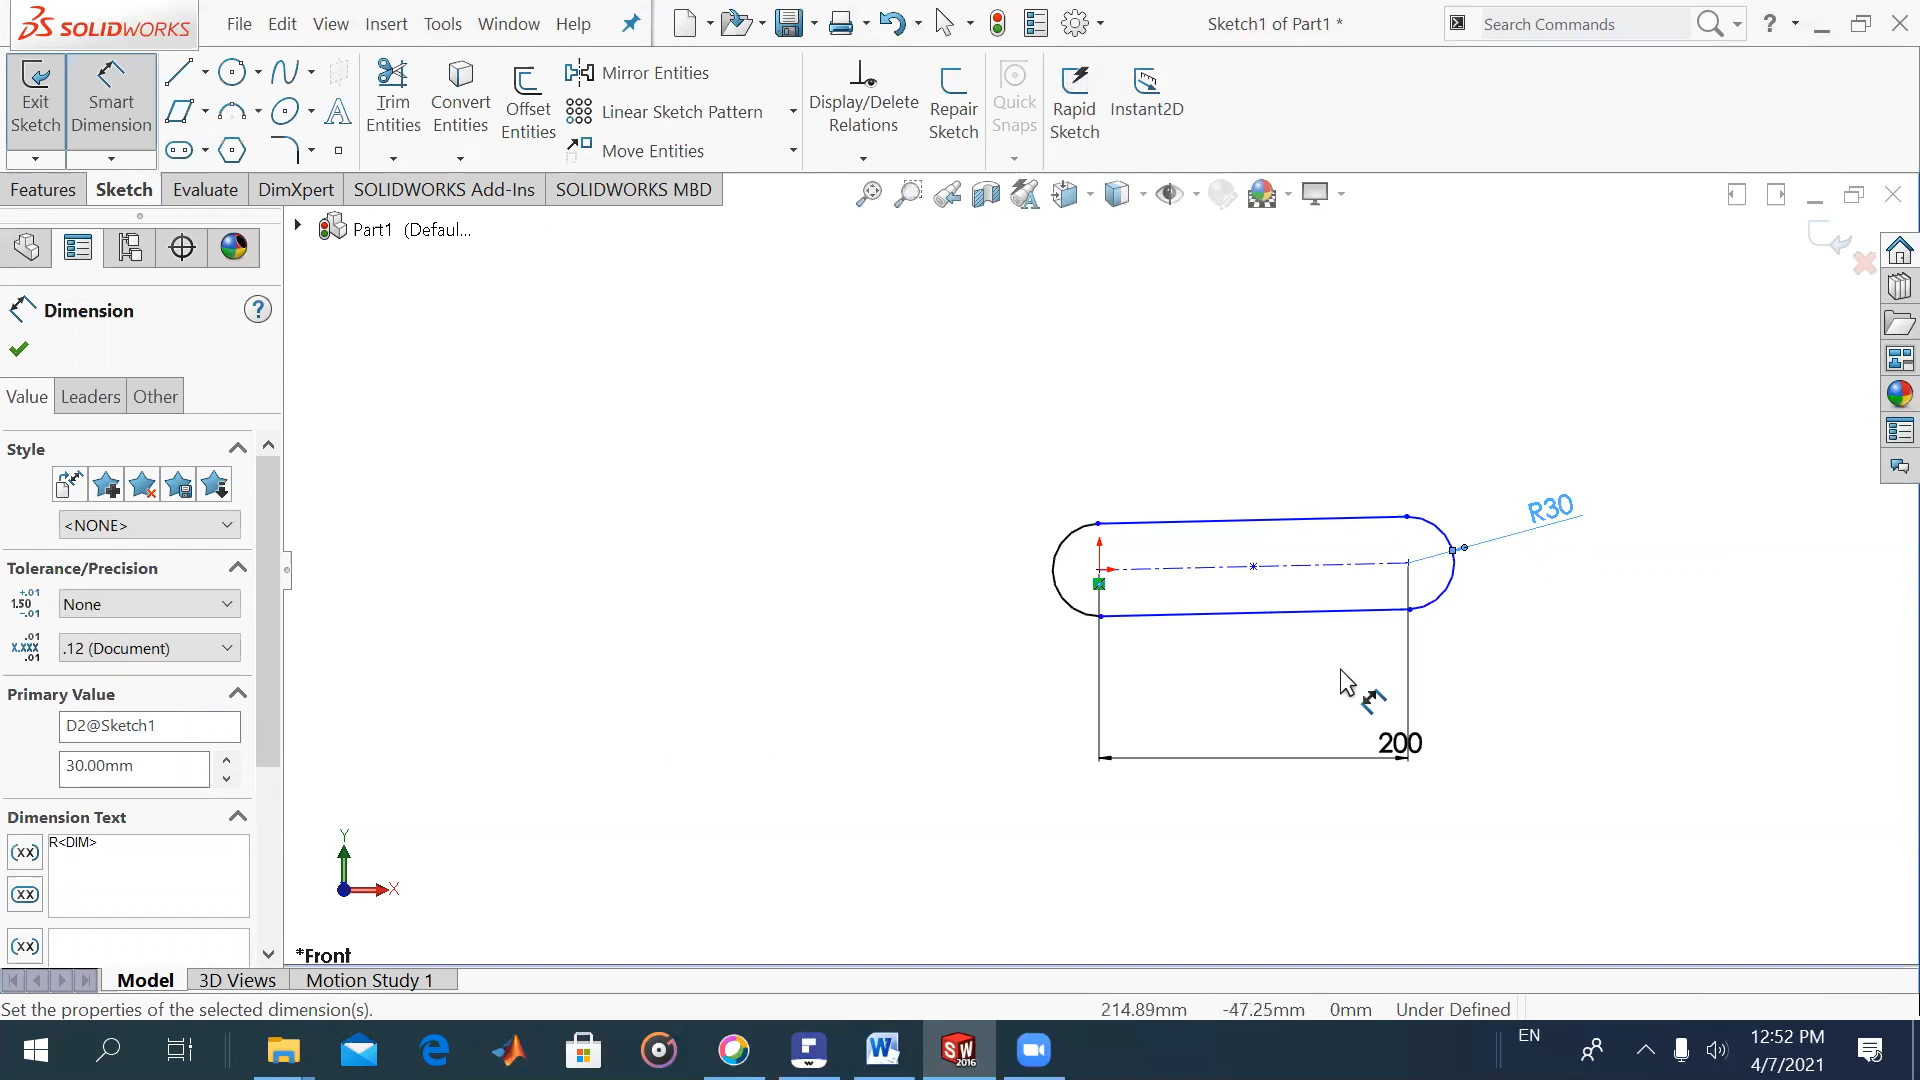 SOLIDWORKS
File Edit View Insert Tools Window Help
Sketch1 of Part1 *
Search Commands
Exit Sketch
Smart Dimension
Trim Entities
Convert Entities
Offset Entities
Mirror Entities
Linear Sketch Pattern
Move Entities
Display/Delete Relations
Repair Sketch
Quick Snaps
Rapid Sketch
Instant2D
Features Sketch Evaluate DimXpert SOLIDWORKS Add-Ins SOLIDWORKS MBD
Part1 (Defaul...
Dimension
Value Leaders Other
Style
<NONE>
Tolerance/Precision
None
.12 (Document)
Primary Value
D2@Sketch1
30.00mm
Dimension Text
R<DIM>
R30
200
Y
X
*Front
Model 3D Views Motion Study 1
Set the properties of the selected dimension(s).
214.89mm -47.25mm 0mm Under Defined
EN
12:52 PM
4/7/2021